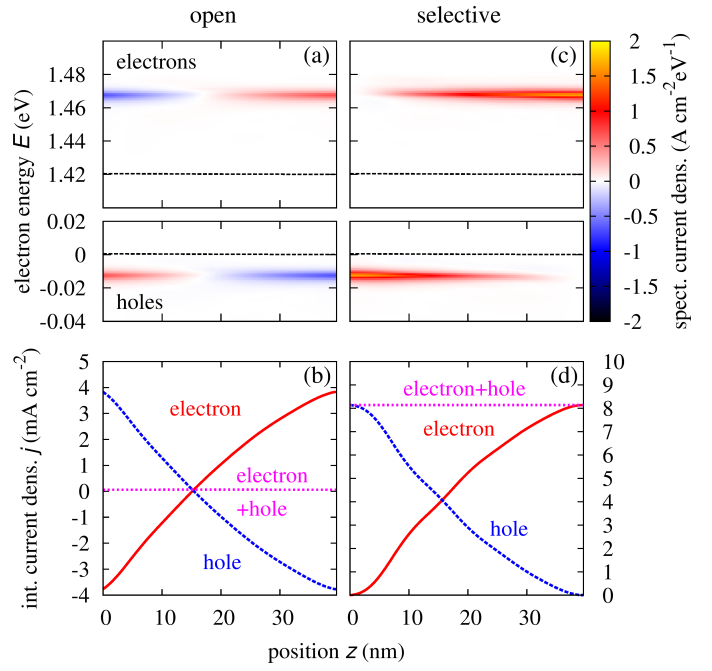 open
selective
electrons
(a)
(c)
1.48
1.46
1.44
1.42
electron energy E (eV)
0.02
0
-0.02
-0.04
holes
2
1.5
1
0.5
0
-0.5
-1
-1.5
-2
spect. current dens. (A cm-2eV-1)
5
4
3
2
1
0
-1
-2
-3
-4
int. current dens. j (mA cm-2)
(b)
electron
electron
+hole
hole
0
10
20
30
(d)
electron+hole
electron
hole
0
10
20
30
10
9
8
7
6
5
4
3
2
1
0
position z (nm)